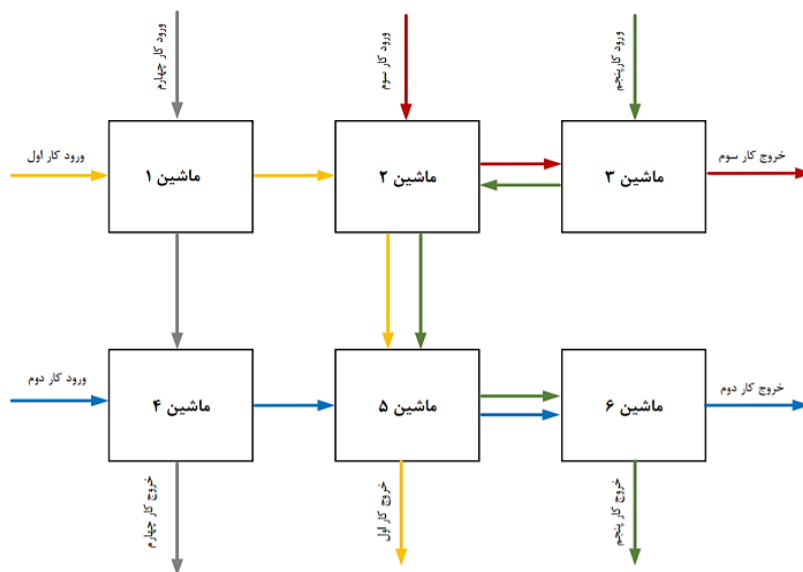 ورود کار چهارم
ورود کار سوم
ورود کارپنجم
ورود کار اول
ماشین ۱
ماشین ۲
ماشین ۳
خروج کار سوم
ورود کار دوم
ماشین ۴
ماشین ۵
ماشین ۶
خروج کار دوم
خروج کار چهارم
خروج کار اول
خروج کار پنجم